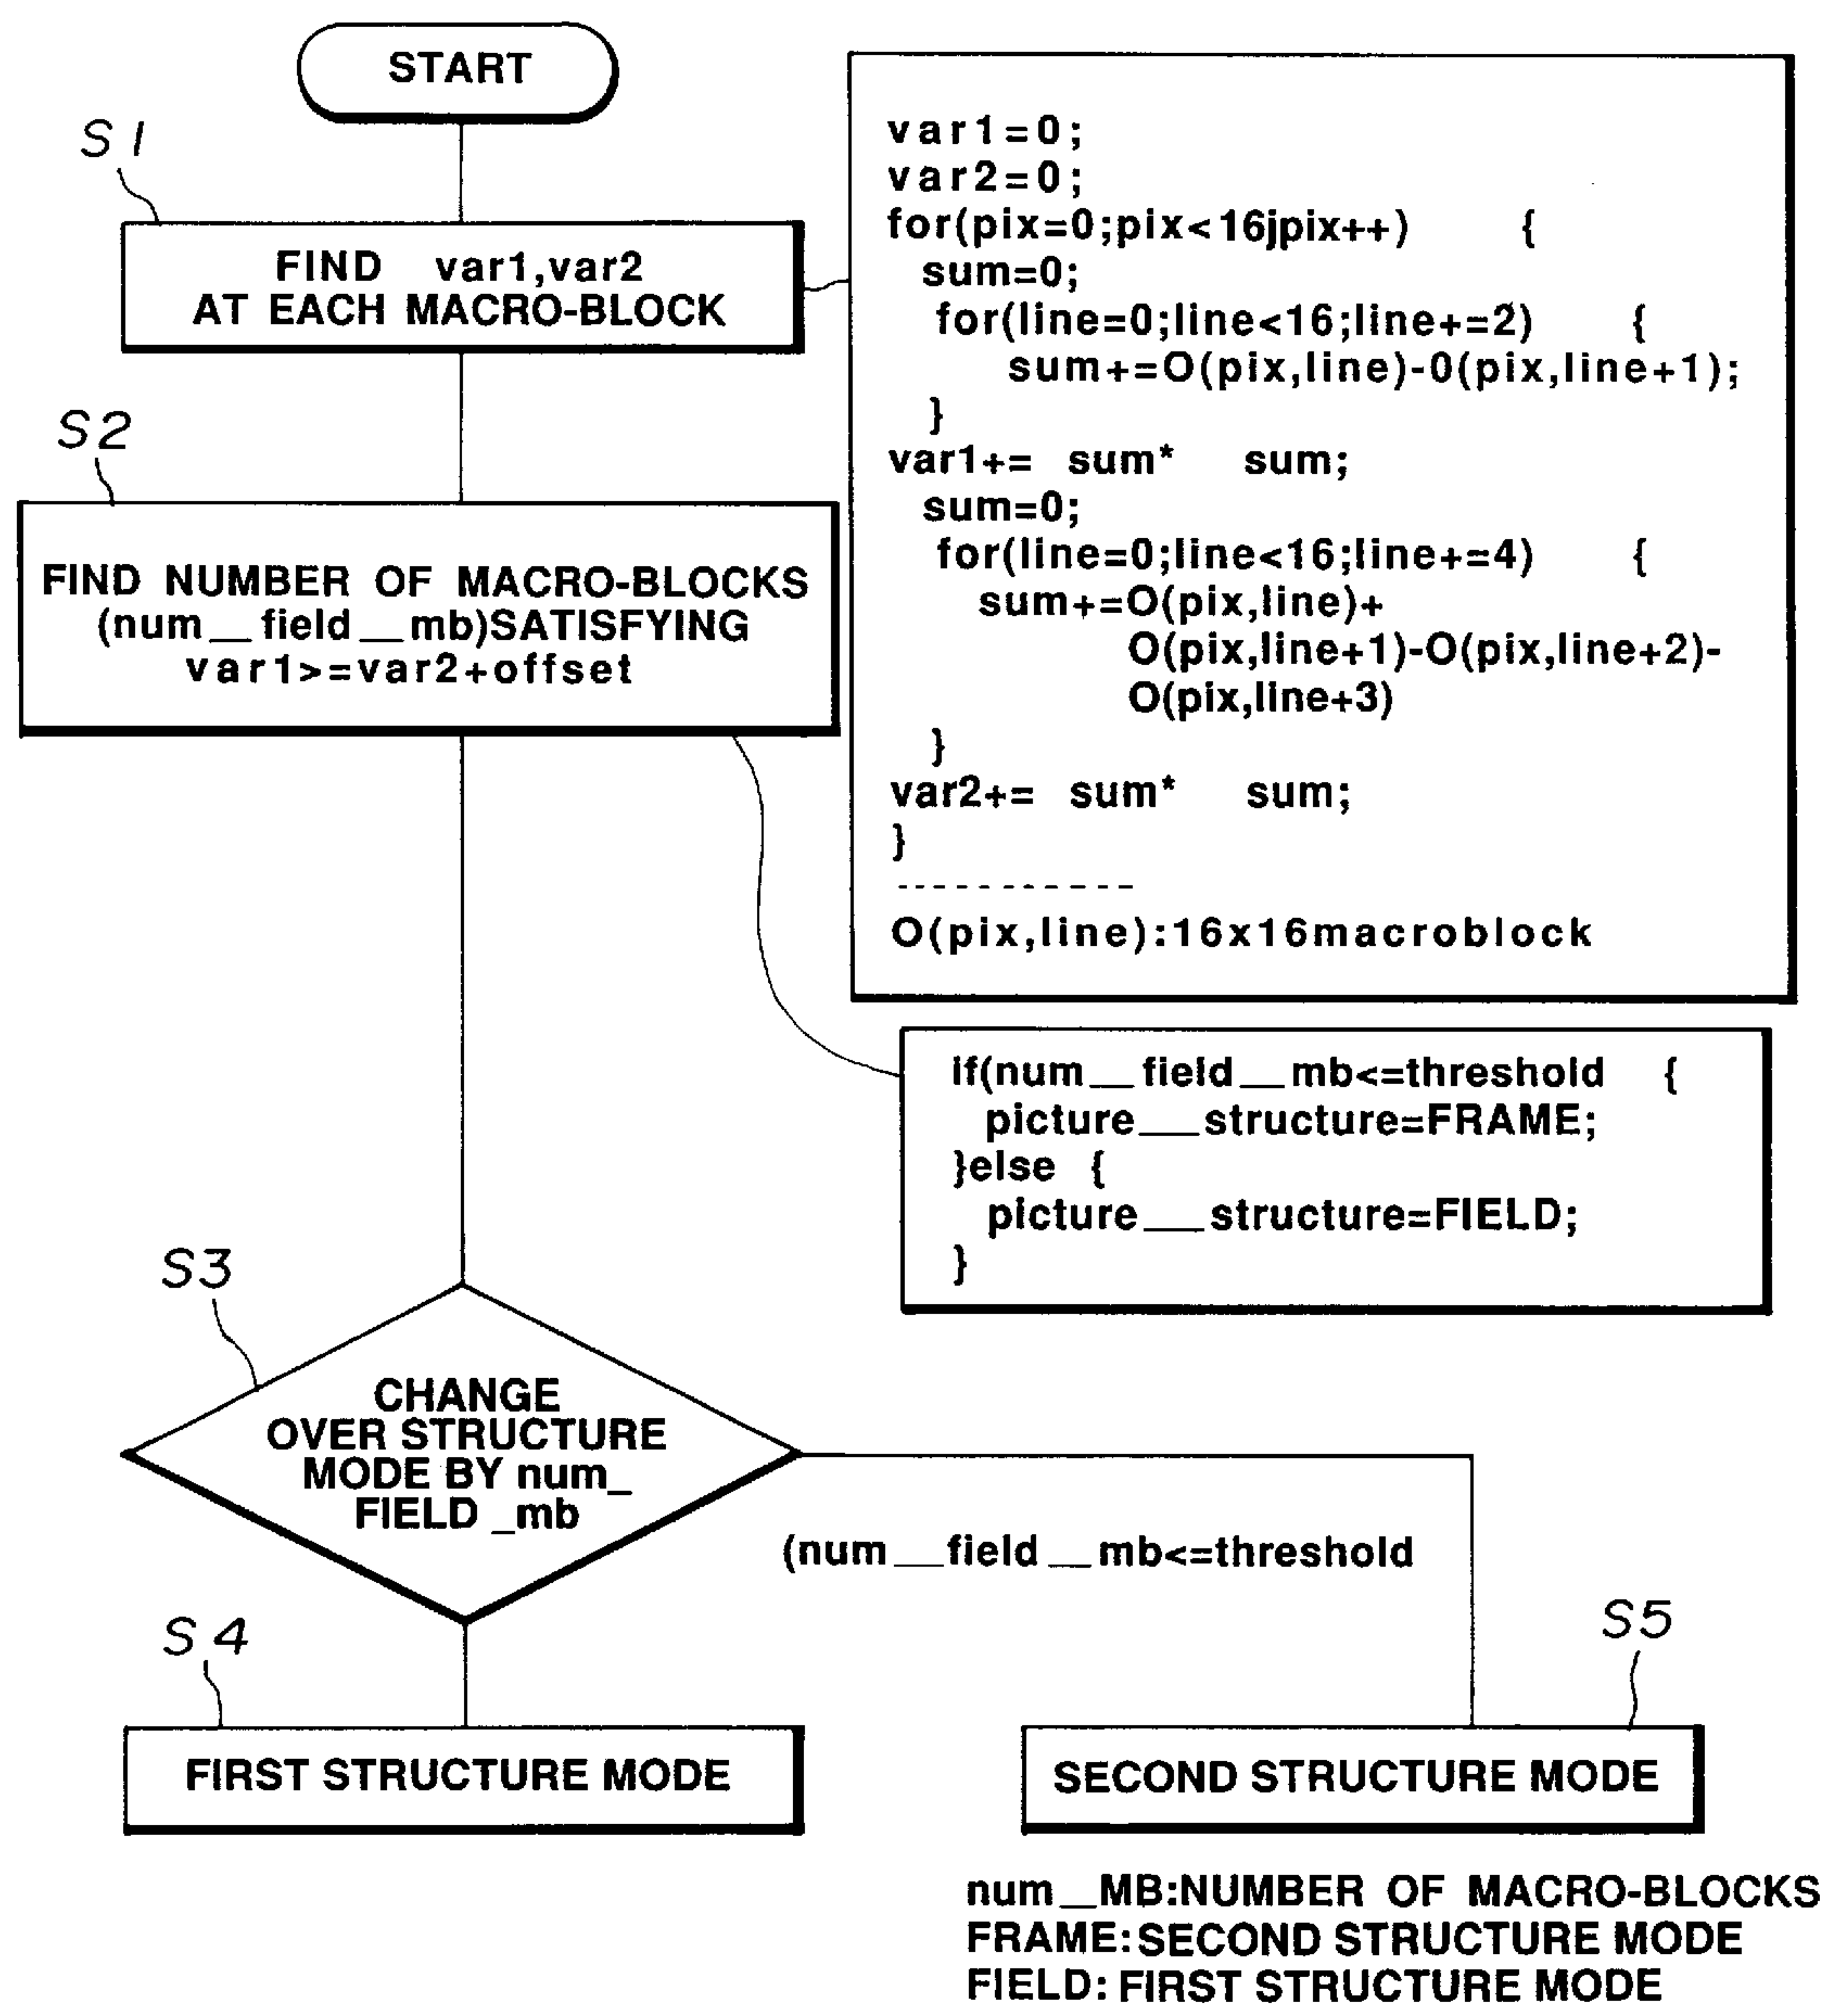 START
S1
FIND var1,var2
AT EACH MACRO-BLOCK
var1=0;
var2=0;
for(pix=0;pix<16jpix++) {
sum=0;
for(line=0;line<16;line+=2) {
sum+=O(pix,line)-0(pix,line+1);
}
var1+= sum* sum;
sum=0;
for(line=0;line<16;line+=4) {
sum+=O(pix,line)+
O(pix,line+1)-O(pix,line+2)-
O(pix,line+3)
}
var2+= sum* sum;
}
------------
O(pix,line):16x16macroblock
S2
FIND NUMBER OF MACRO-BLOCKS
(num__field__mb)SATISFYING
var1>=var2+offset
if(num__field__mb<=threshold {
picture__structure=FRAME;
}else {
picture__structure=FIELD;
}
S3
CHANGE
OVER STRUCTURE
MODE BY num_
FIELD _mb
(num__field__mb<=threshold
S4
FIRST STRUCTURE MODE
S5
SECOND STRUCTURE MODE
num_MB:NUMBER OF MACRO-BLOCKS
FRAME:SECOND STRUCTURE MODE
FIELD: FIRST STRUCTURE MODE